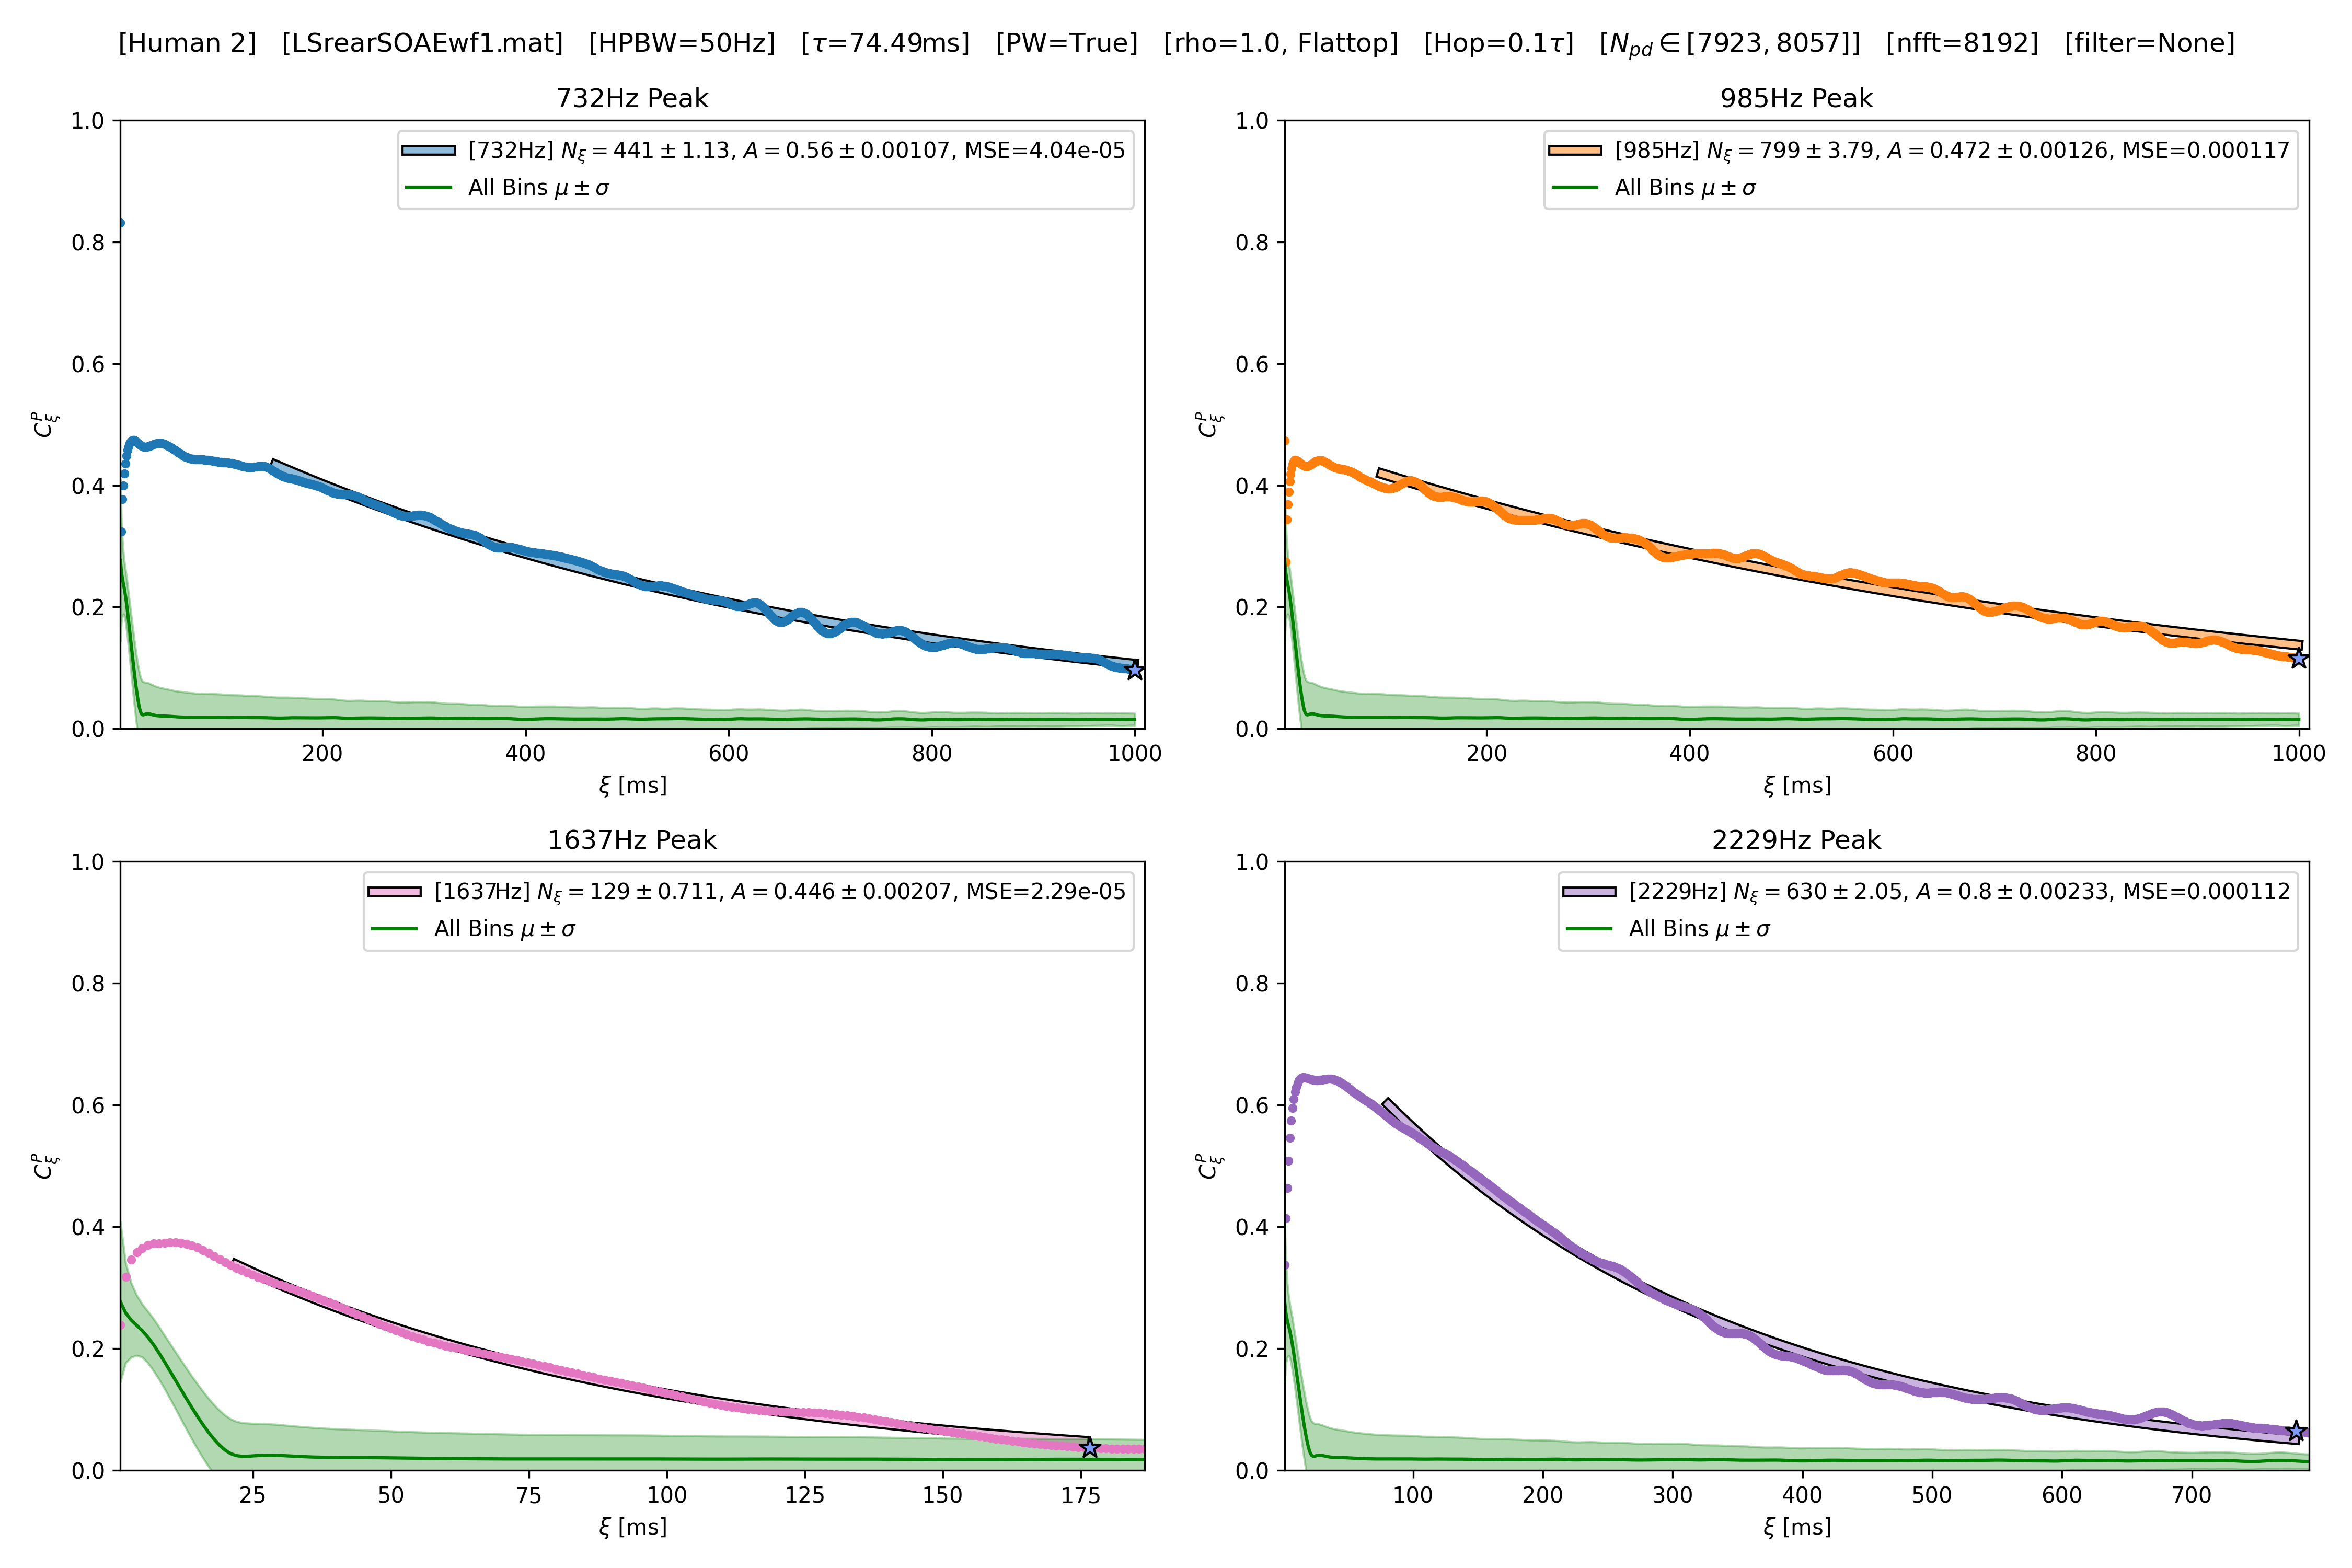 [Human 2] [LSrearSOAEwf1.mat] [HPBW=50Hz] [τ=74.49ms] [PW=True] [rho=1.0, Flattop] [Hop=0.1τ] [N_pd ∈ [7923, 8057]] [nfft=8192] [filter=None]
732Hz Peak
[732Hz] N_ξ = 441 ± 1.13, A = 0.56 ± 0.00107, MSE=4.04e-05
All Bins μ ± σ
1.0
0.8
0.6
0.4
0.2
0.0
C_ξ^P
200 400 600 800 1000
ξ [ms]
985Hz Peak
[985Hz] N_ξ = 799 ± 3.79, A = 0.472 ± 0.00126, MSE=0.000117
All Bins μ ± σ
1.0
0.8
0.6
0.4
0.2
0.0
C_ξ^P
200 400 600 800 1000
ξ [ms]
1637Hz Peak
[1637Hz] N_ξ = 129 ± 0.711, A = 0.446 ± 0.00207, MSE=2.29e-05
All Bins μ ± σ
1.0
0.8
0.6
0.4
0.2
0.0
C_ξ^P
25 50 75 100 125 150 175
ξ [ms]
2229Hz Peak
[2229Hz] N_ξ = 630 ± 2.05, A = 0.8 ± 0.00233, MSE=0.000112
All Bins μ ± σ
1.0
0.8
0.6
0.4
0.2
0.0
C_ξ^P
100 200 300 400 500 600 700
ξ [ms]